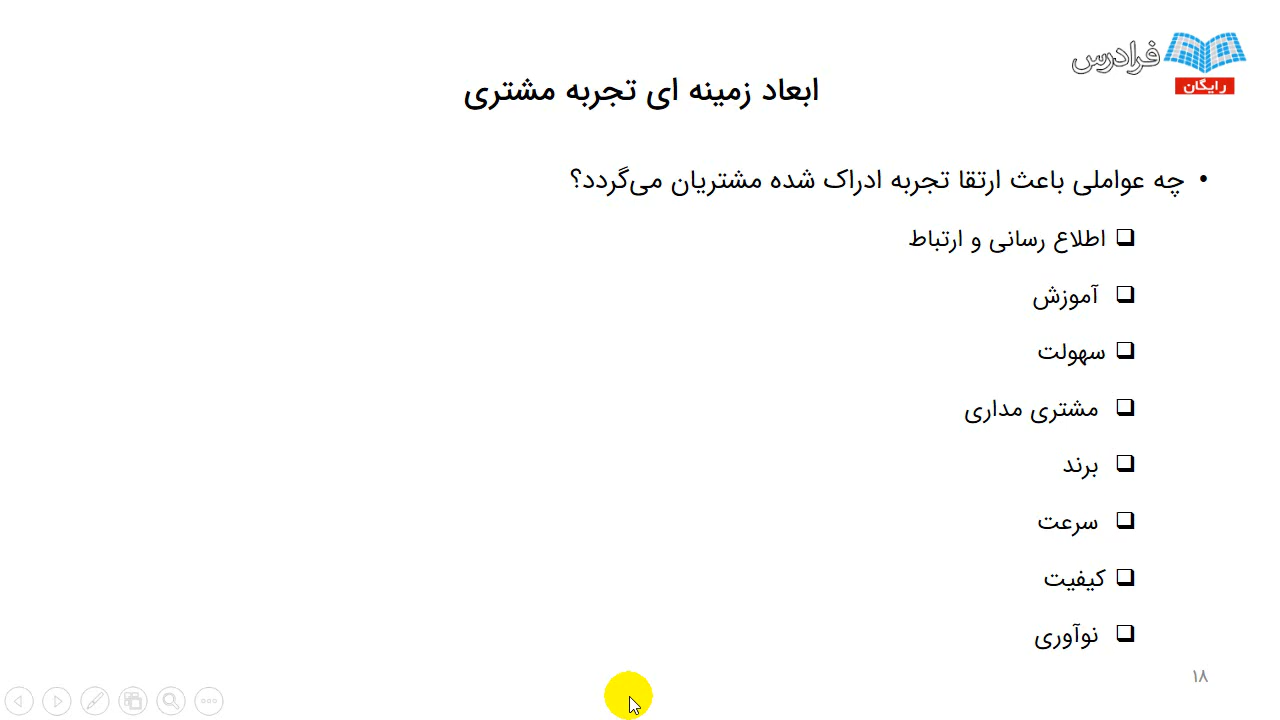 فرادرس
رایگان
ابعاد زمینه ای تجربه مشتری
• چه عواملی باعث ارتقا تجربه ادراک شده مشتریان می‌گردد؟
❑ اطلاع رسانی و ارتباط
❑ آموزش
❑ سهولت
❑ مشتری مداری
❑ برند
❑ سرعت
❑ کیفیت
❑ نوآوری
۱۸